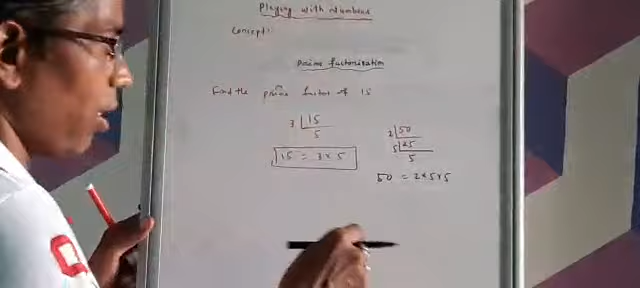 Playing with Numbers
Concept:
prime factorization
Find the prime factor of 15
3 15
5
15 = 3 × 5
2 50
5 25
5
50 = 2 × 5 × 5